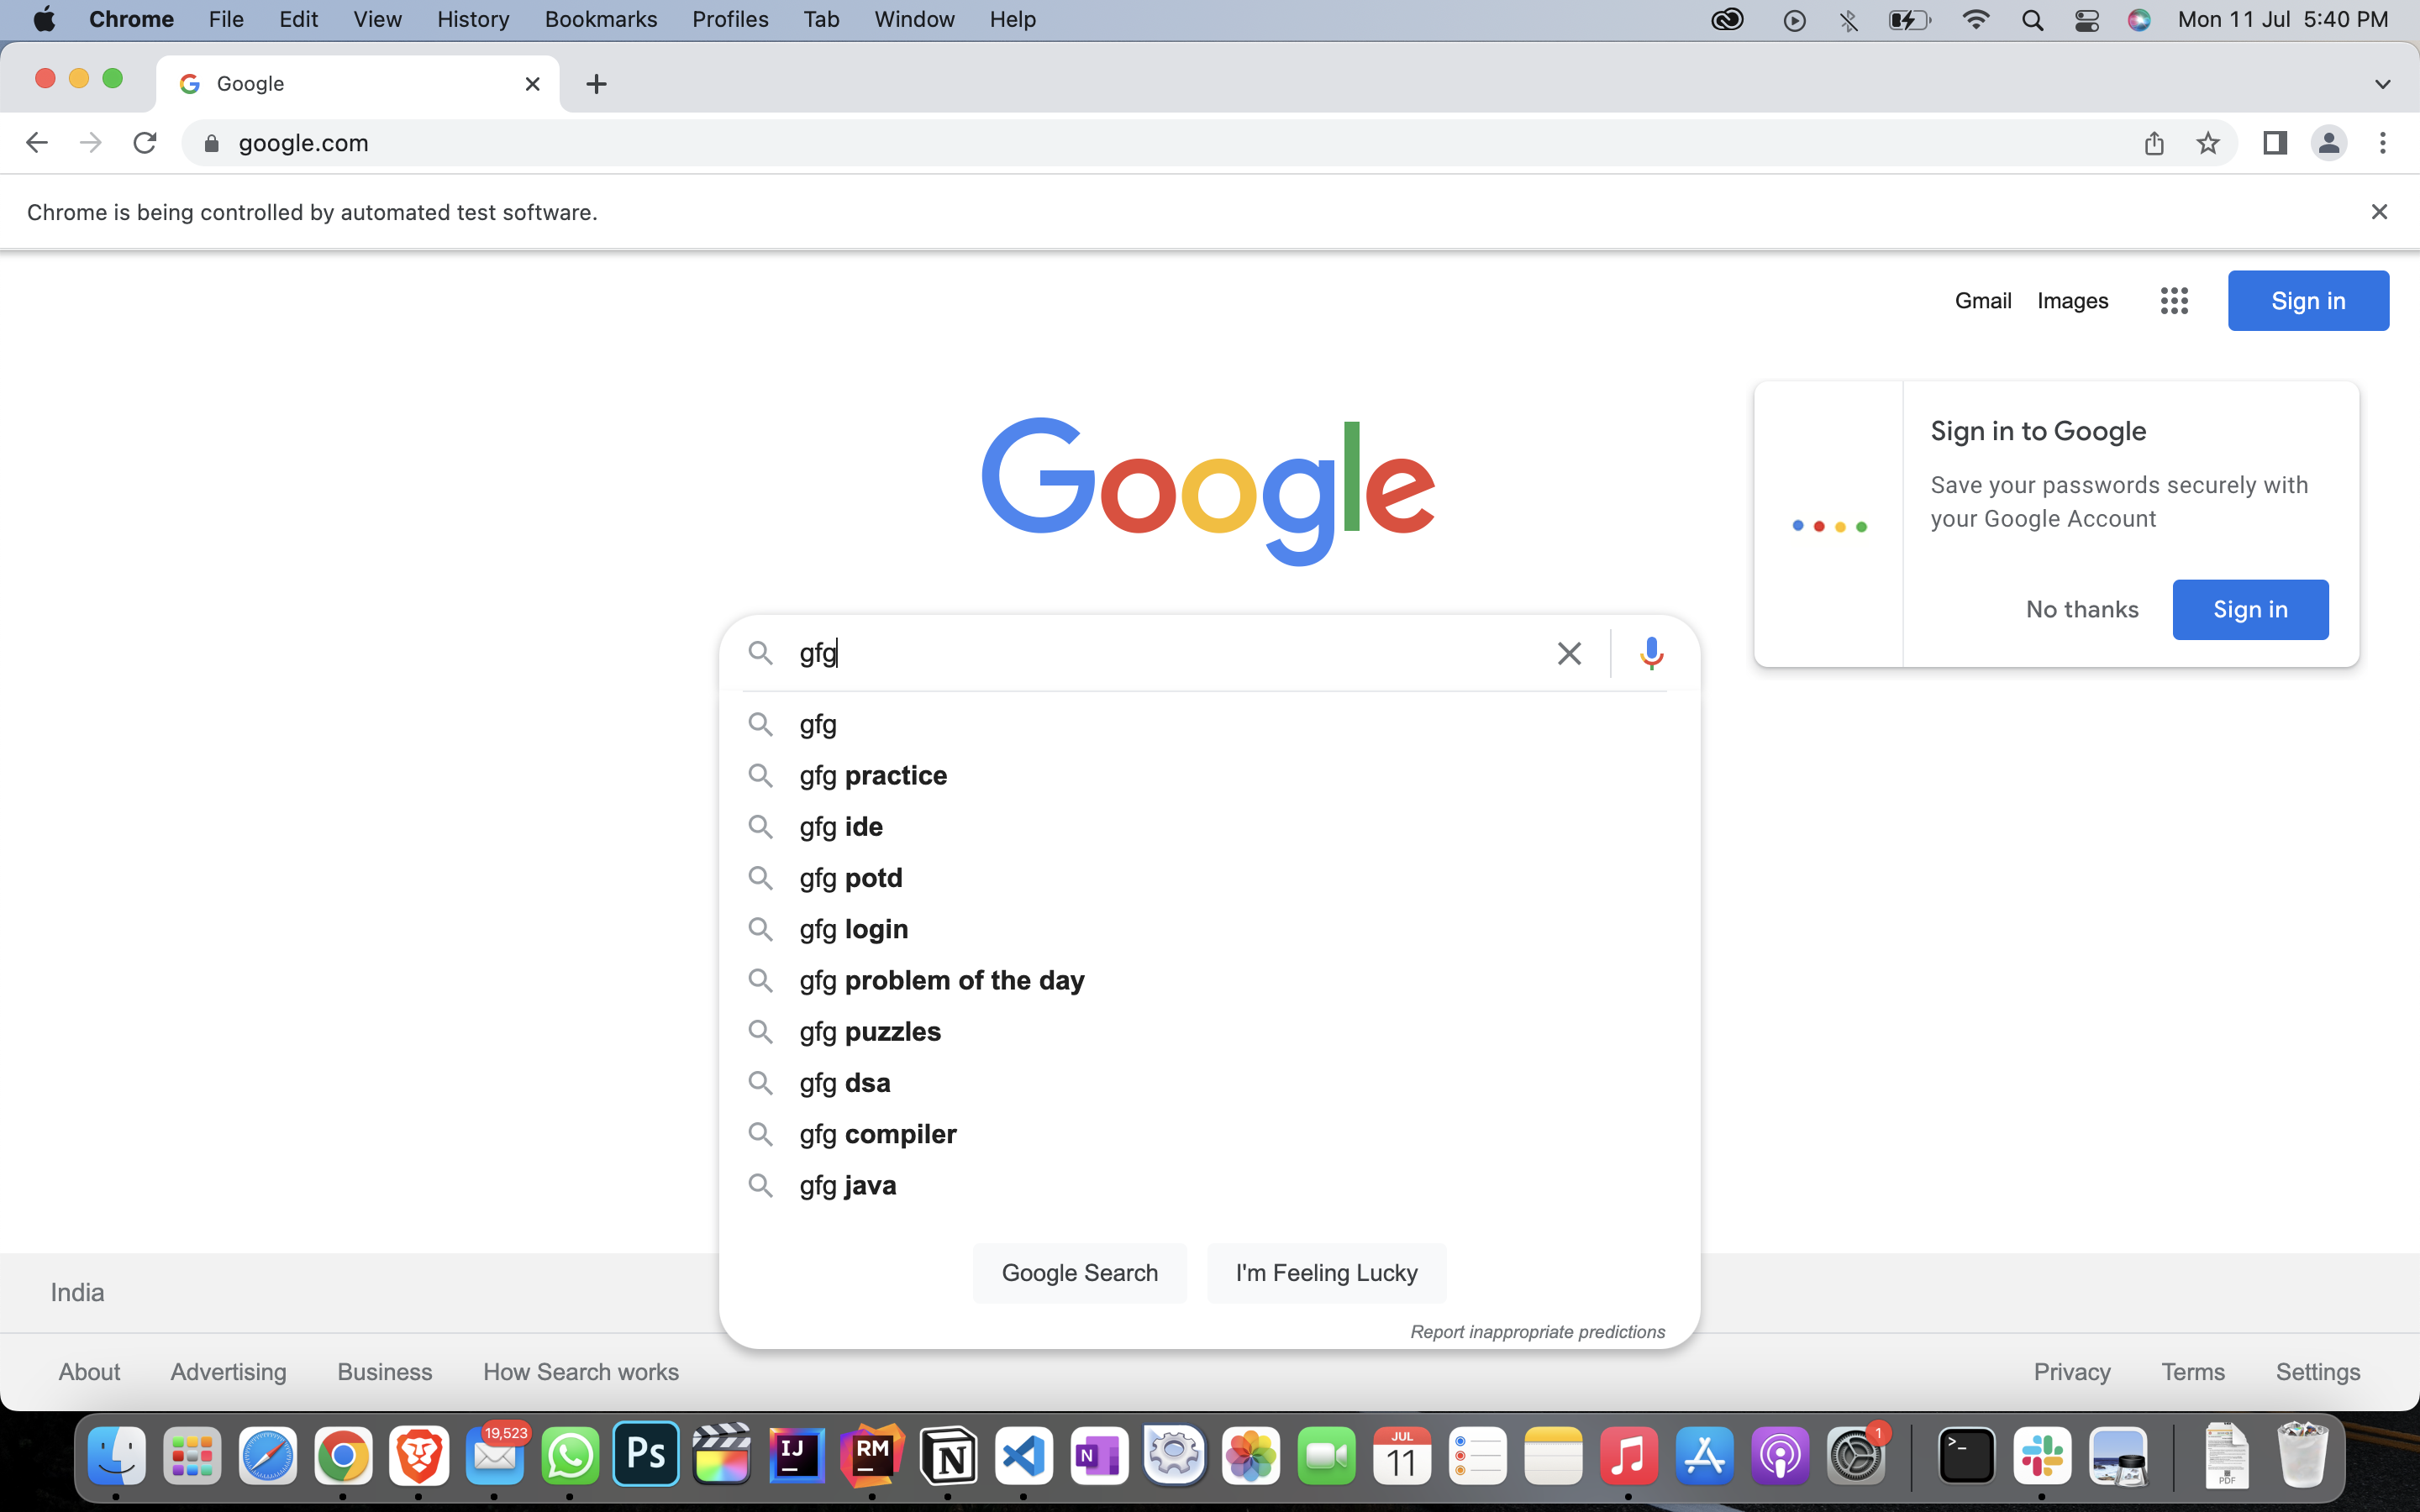 Chrome File Edit View History Bookmarks Profiles Tab Window Help Mon 11 Jul 5:40 PM
Google
google.com
Chrome is being controlled by automated test software.
Gmail Images Sign in
Google
Sign in to Google
Save your passwords securely with
your Google Account
No thanks Sign in
gfg
gfg
gfg practice
gfg ide
gfg potd
gfg login
gfg problem of the day
gfg puzzles
gfg dsa
gfg compiler
gfg java
Google Search I'm Feeling Lucky
Report inappropriate predictions
India
About Advertising Business How Search works Privacy Terms Settings
19,523 Ps IJ RM N N JUL 11 1 >_ PDF